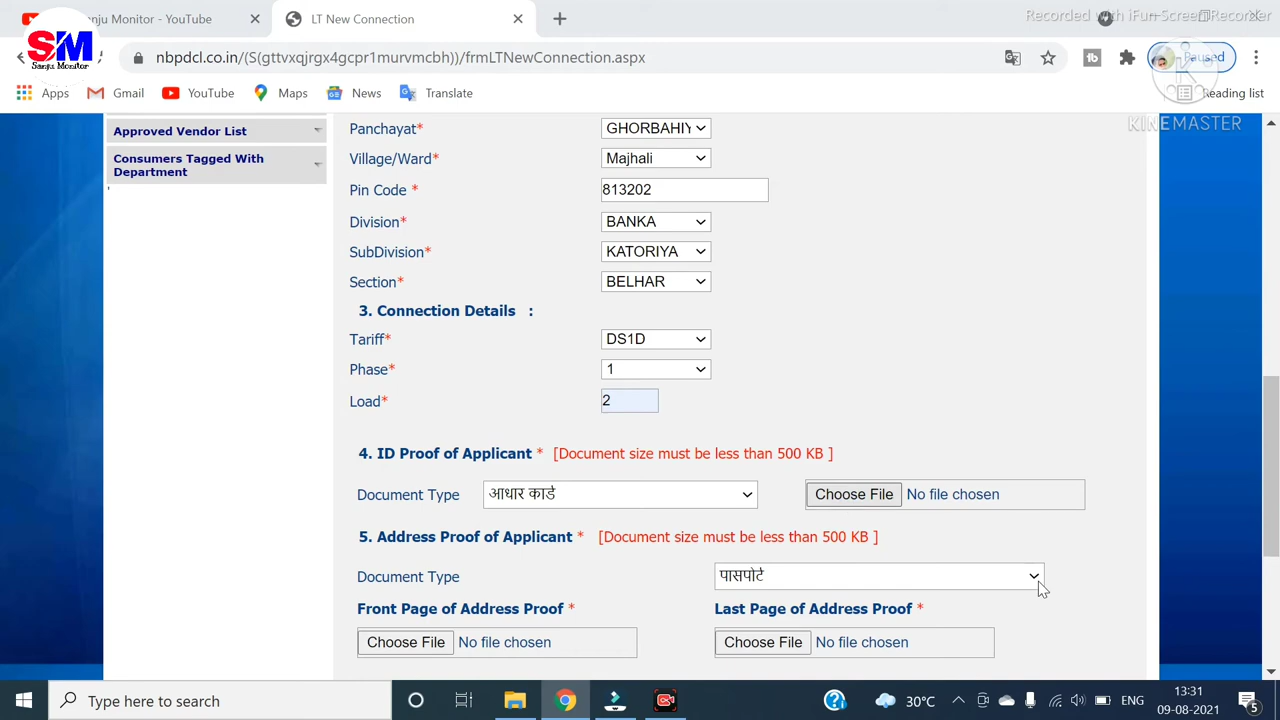 anju Monitor - YouTube
LT New Connection
Recorded with iFun Screen Recorder
SM
Sanju Monitor
nbpdcl.co.in/(S(gttvxqjrgx4gcpr1murvmcbh))/frmLTNewConnection.aspx
Paused
Apps
Gmail
YouTube
Maps
News
Translate
Reading list
KINEMASTER
Approved Vendor List
Consumers Tagged With
Department
Panchayat*
GHORBAHIY
Village/Ward*
Majhali
Pin Code *
813202
Division*
BANKA
SubDivision*
KATORIYA
Section*
BELHAR
3. Connection Details :
Tariff*
DS1D
Phase*
1
Load*
2
4. ID Proof of Applicant * [Document size must be less than 500 KB ]
Document Type
आधार कार्ड
Choose File No file chosen
5. Address Proof of Applicant * [Document size must be less than 500 KB ]
Document Type
पासपोर्ट
Front Page of Address Proof *
Last Page of Address Proof *
Choose File No file chosen
Choose File No file chosen
Type here to search
30°C
ENG
13:31
09-08-2021
5